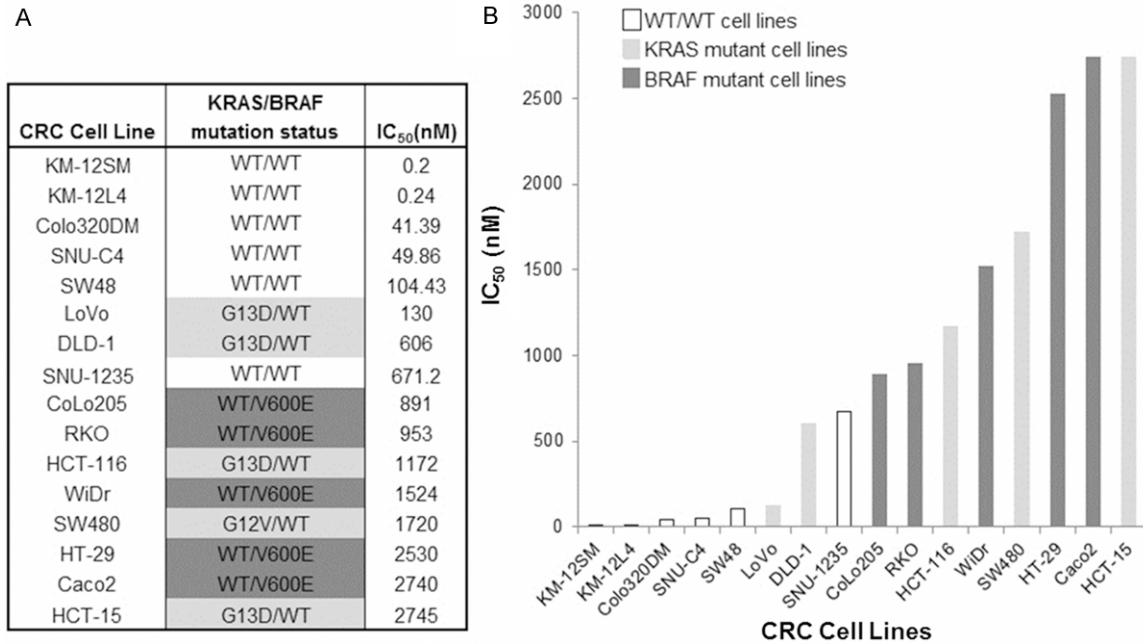 A
CRC Cell Line KRAS/BRAF mutation status IC50(nM)
KM-12SM WT/WT 0.2
KM-12L4 WT/WT 0.24
Colo320DM WT/WT 41.39
SNU-C4 WT/WT 49.86
SW48 WT/WT 104.43
LoVo G13D/WT 130
DLD-1 G13D/WT 606
SNU-1235 WT/WT 671.2
CoLo205 WT/V600E 891
RKO WT/V600E 953
HCT-116 G13D/WT 1172
WiDr WT/V600E 1524
SW480 G12V/WT 1720
HT-29 WT/V600E 2530
Caco2 WT/V600E 2740
HCT-15 G13D/WT 2745
B
WT/WT cell lines
KRAS mutant cell lines
BRAF mutant cell lines
IC50 (nM)
3000
2500
2000
1500
1000
500
0
KM-12SM
KM-12L4
Colo320DM
SNU-C4
SW48
LoVo
DLD-1
SNU-1235
CoLo205
RKO
HCT-116
WiDr
SW480
HT-29
Caco2
HCT-15
CRC Cell Lines